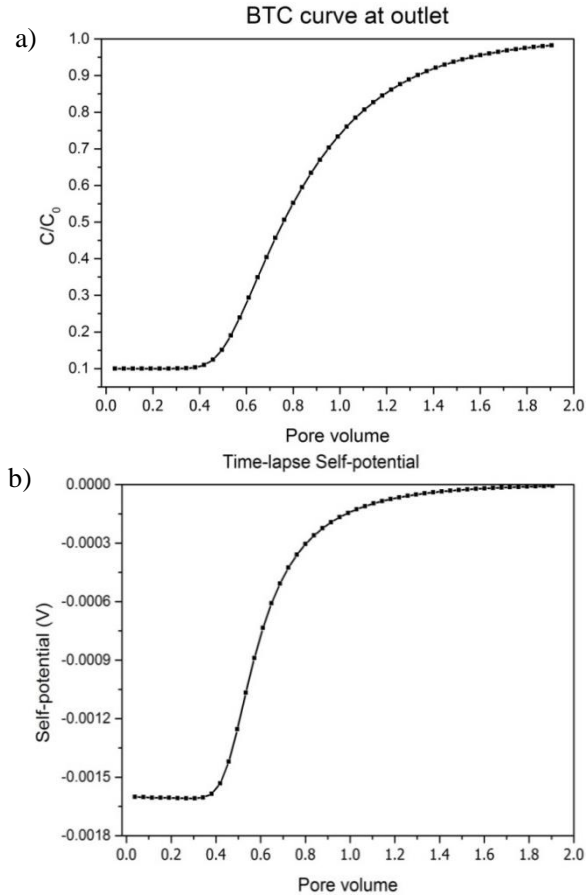 BTC curve at outlet
a)
1.0
0.9
0.8
0.7
0.6
0.5
0.4
0.3
0.2
0.1
C/C0
0.0 0.2 0.4 0.6 0.8 1.0 1.2 1.4 1.6 1.8 2.0
Pore volume
Time-lapse Self-potential
b)
0.0000
-0.0003
-0.0006
-0.0009
-0.0012
-0.0015
-0.0018
Self-potential (V)
0.0 0.2 0.4 0.6 0.8 1.0 1.2 1.4 1.6 1.8 2.0
Pore volume